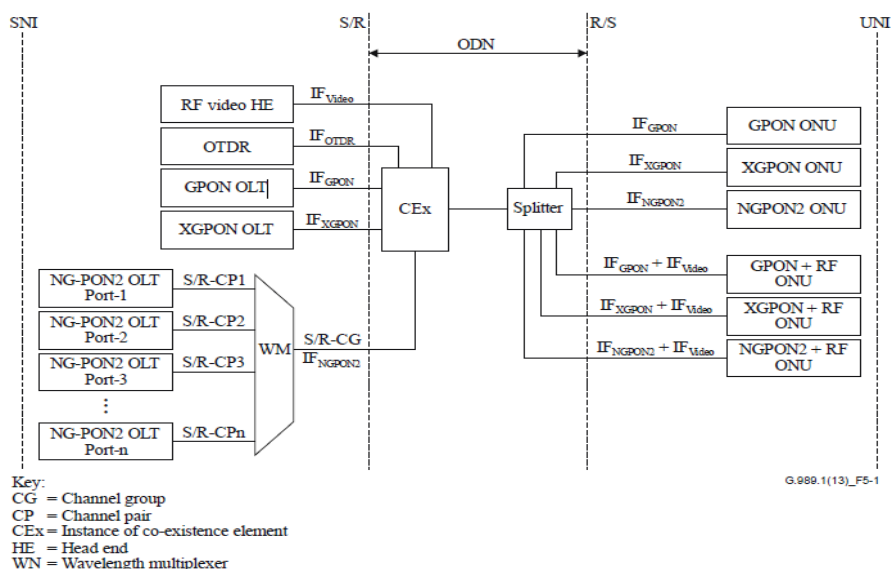 SNI
S/R
ODN
R/S
UNI
RF video HE
IFVideo
OTDR
IFOTDR
GPON OLT
IFGPON
XGPON OLT
IFXGPON
CEx
Splitter
IFGPON
GPON ONU
IFXGPON
XGPON ONU
IFNGPON2
NGPON2 ONU
IFGPON + IFVideo
GPON + RF
ONU
IFXGPON + IFVideo
XGPON + RF
ONU
IFNGPON2 + IFVideo
NGPON2 + RF
ONU
NG-PON2 OLT
Port-1
S/R-CP1
NG-PON2 OLT
Port-2
S/R-CP2
NG-PON2 OLT
Port-3
S/R-CP3
⋮
NG-PON2 OLT
Port-n
S/R-CPn
WM
S/R-CG
IFNGPON2
G.989.1(13)_F5-1
Key:
CG = Channel group
CP = Channel pair
CEx = Instance of co-existence element
HE = Head end
WN = Wavelength multiplexer